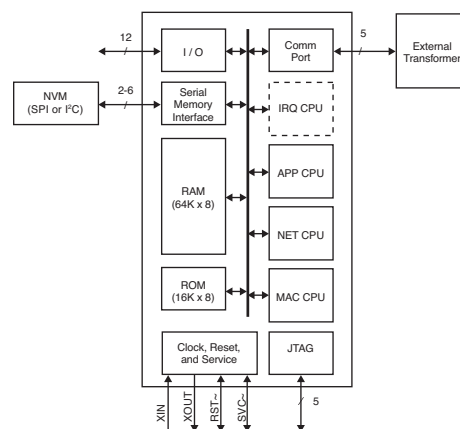 12
I / O
Comm
Port
5
External
Transformer
NVM
(SPI or I²C)
2-6
Serial
Memory
Interface
IRQ CPU
RAM
(64K x 8)
APP CPU
NET CPU
ROM
(16K x 8)
MAC CPU
Clock, Reset,
and Service
JTAG
XIN
XOUT
RST~
SVC~
5